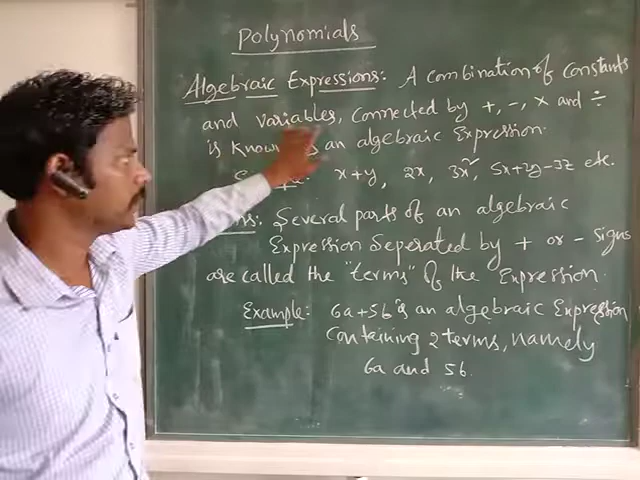 Polynomials
Algebraic Expressions: A combination of Constants
and variables, Connected by +, -, × and ÷
is Known as an algebraic Expression.
x+y, 2x, 3x², 5x+2y-3z etc.
Several parts of an algebraic
Expression Seperated by + or - signs
are called the "terms" of the Expression.
Example: 6a+5b is an algebraic Expression
Containing 2 terms, namely
6a and 5b.